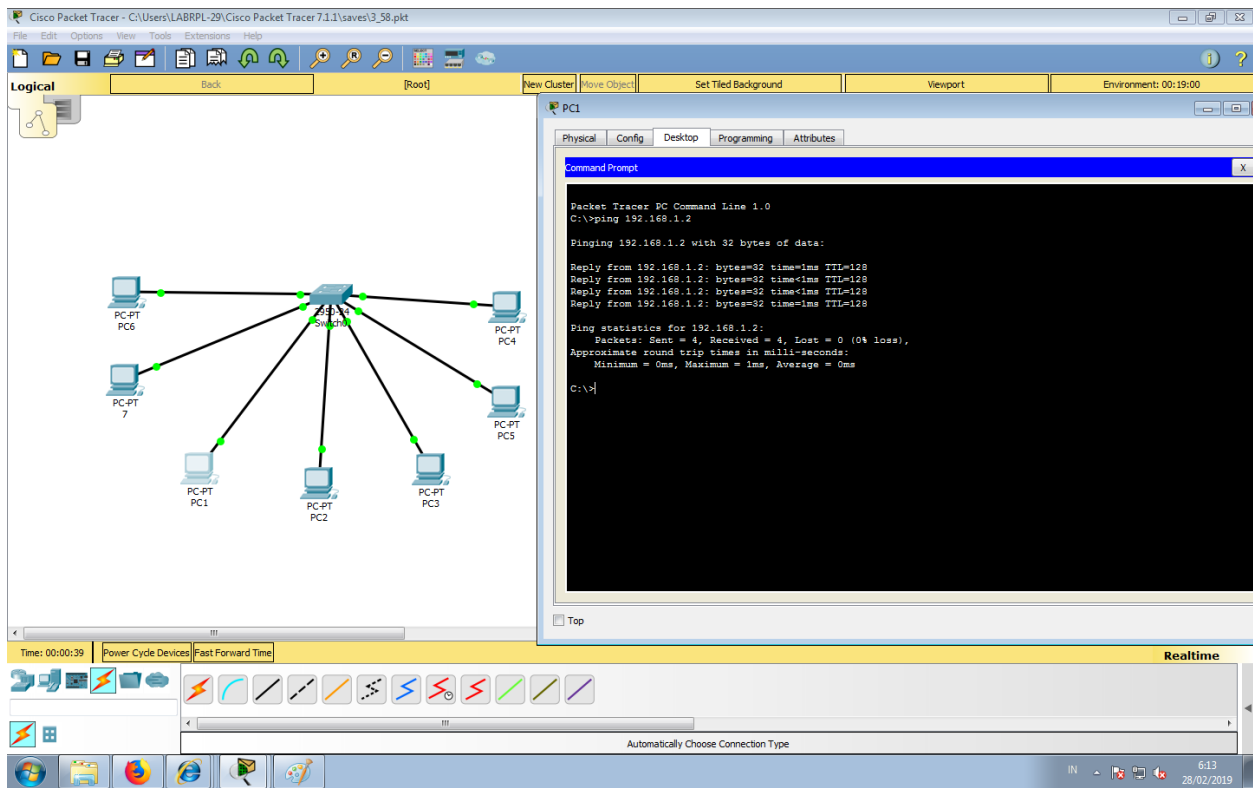 Cisco Packet Tracer - C:\Users\LABRPL-29\Cisco Packet Tracer 7.1.1\saves\3_58.pkt
File Edit Options View Tools Extensions Help
Logical Back [Root] New Cluster Move Object Set Tiled Background Viewport Environment: 00:19:00
PC1
Physical Config Desktop Programming Attributes
Command Prompt X
Packet Tracer PC Command Line 1.0
C:\>ping 192.168.1.2
Pinging 192.168.1.2 with 32 bytes of data:
Reply from 192.168.1.2: bytes=32 time=1ms TTL=128
Reply from 192.168.1.2: bytes=32 time<1ms TTL=128
Reply from 192.168.1.2: bytes=32 time<1ms TTL=128
Reply from 192.168.1.2: bytes=32 time=1ms TTL=128
Ping statistics for 192.168.1.2:
Packets: Sent = 4, Received = 4, Lost = 0 (0% loss),
Approximate round trip times in milli-seconds:
Minimum = 0ms, Maximum = 1ms, Average = 0ms
C:\>
PC-PT
PC6
2950-24
Switch0
PC-PT
PC4
PC-PT
7
PC-PT
PC5
PC-PT
PC1
PC-PT
PC2
PC-PT
PC3
Top
Time: 00:00:39 Power Cycle Devices Fast Forward Time Realtime
Automatically Choose Connection Type
IN 6:13
28/02/2019